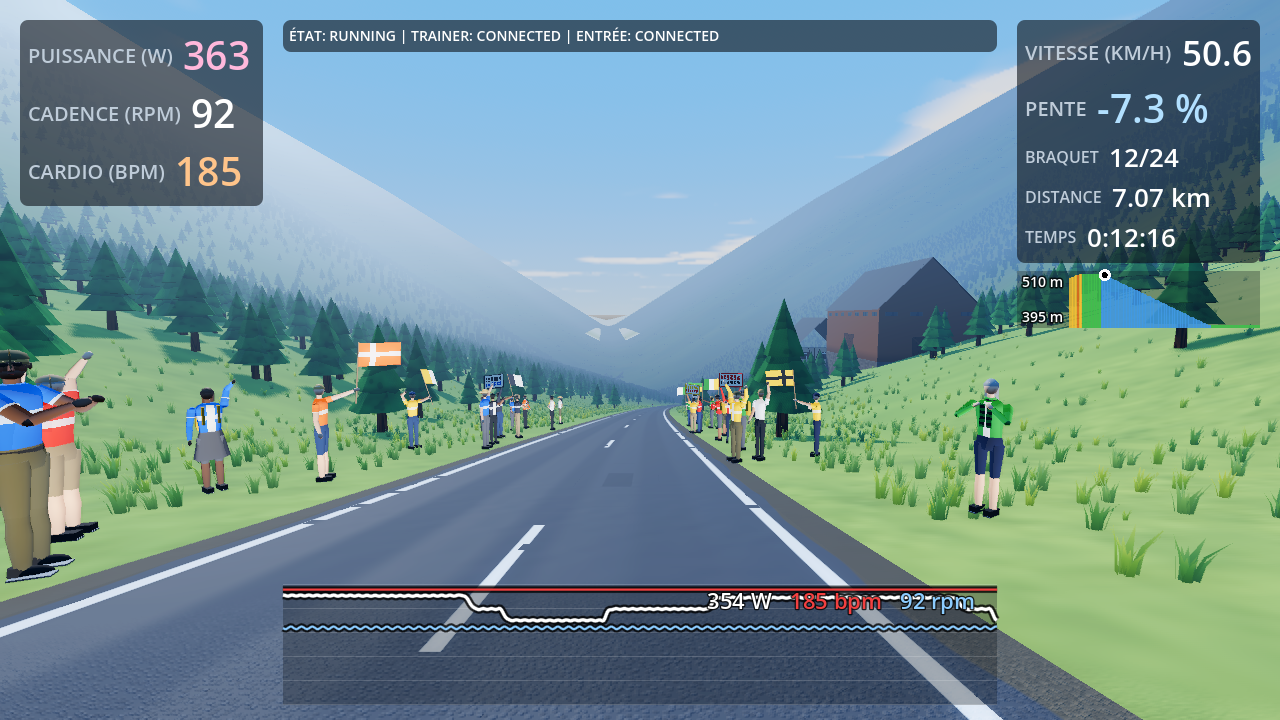 PUISSANCE (W) 363
CADENCE (RPM) 92
CARDIO (BPM) 185
ÉTAT: RUNNING | TRAINER: CONNECTED | ENTRÉE: CONNECTED
VITESSE (KM/H) 50.6
PENTE -7.3 %
BRAQUET 12/24
DISTANCE 7.07 km
TEMPS 0:12:16
510 m
395 m
354 W 185 bpm 92 rpm